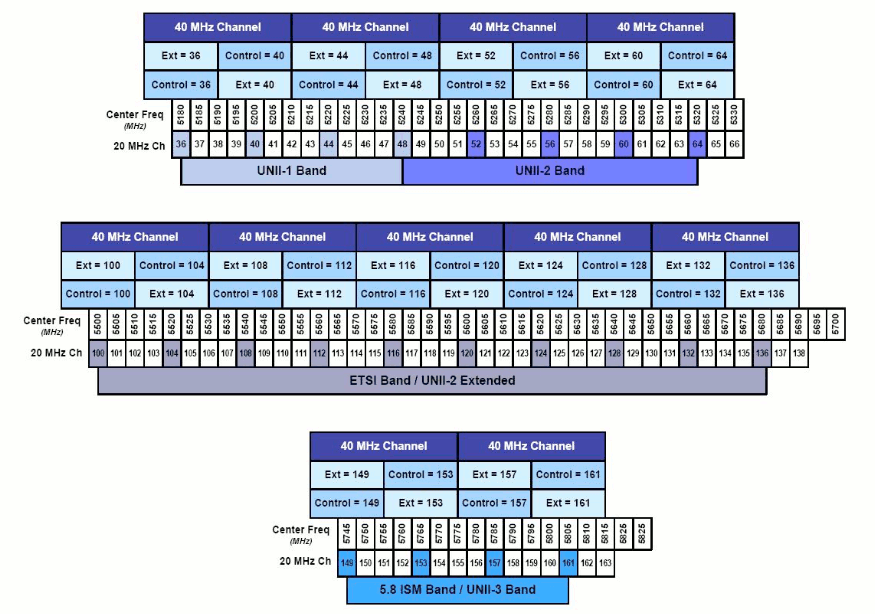 40 MHz Channel 40 MHz Channel 40 MHz Channel 40 MHz Channel
Ext = 36 Control = 40 Ext = 44 Control = 48 Ext = 52 Control = 56 Ext = 60 Control = 64
Control = 36 Ext = 40 Control = 44 Ext = 48 Control = 52 Ext = 56 Control = 60 Ext = 64
Center Freq 5180 5185 5190 5195 5200 5205 5210 5215 5220 5225 5230 5235 5240 5245 5250 5255 5260 5265 5270 5275 5280 5285 5290 5295 5300 5305 5310 5315 5320 5325 5330
(MHz)
20 MHz Ch 36 37 38 39 40 41 42 43 44 45 46 47 48 49 50 51 52 53 54 55 56 57 58 59 60 61 62 63 64 65 66
UNII-1 Band UNII-2 Band
40 MHz Channel 40 MHz Channel 40 MHz Channel 40 MHz Channel 40 MHz Channel
Ext = 100 Control = 104 Ext = 108 Control = 112 Ext = 116 Control = 120 Ext = 124 Control = 128 Ext = 132 Control = 136
Control = 100 Ext = 104 Control = 108 Ext = 112 Control = 116 Ext = 120 Control = 124 Ext = 128 Control = 132 Ext = 136
Center Freq 5500 5505 5510 5515 5520 5525 5530 5535 5540 5545 5550 5555 5560 5565 5570 5575 5580 5585 5590 5595 5600 5605 5610 5615 5620 5625 5630 5635 5640 5645 5650 5655 5660 5665 5670 5675 5680 5685 5690 5695 5700
(MHz)
20 MHz Ch 100 101 102 103 104 105 106 107 108 109 110 111 112 113 114 115 116 117 118 119 120 121 122 123 124 125 126 127 128 129 130 131 132 133 134 135 136 137 138
ETSI Band / UNII-2 Extended
40 MHz Channel 40 MHz Channel
Ext = 149 Control = 153 Ext = 157 Control = 161
Control = 149 Ext = 153 Control = 157 Ext = 161
Center Freq 5745 5750 5755 5760 5765 5770 5775 5780 5785 5790 5795 5800 5805 5810 5815 5825 5825
(MHz)
20 MHz Ch 149 150 151 152 153 154 155 156 157 158 159 160 161 162 163
5.8 ISM Band / UNII-3 Band